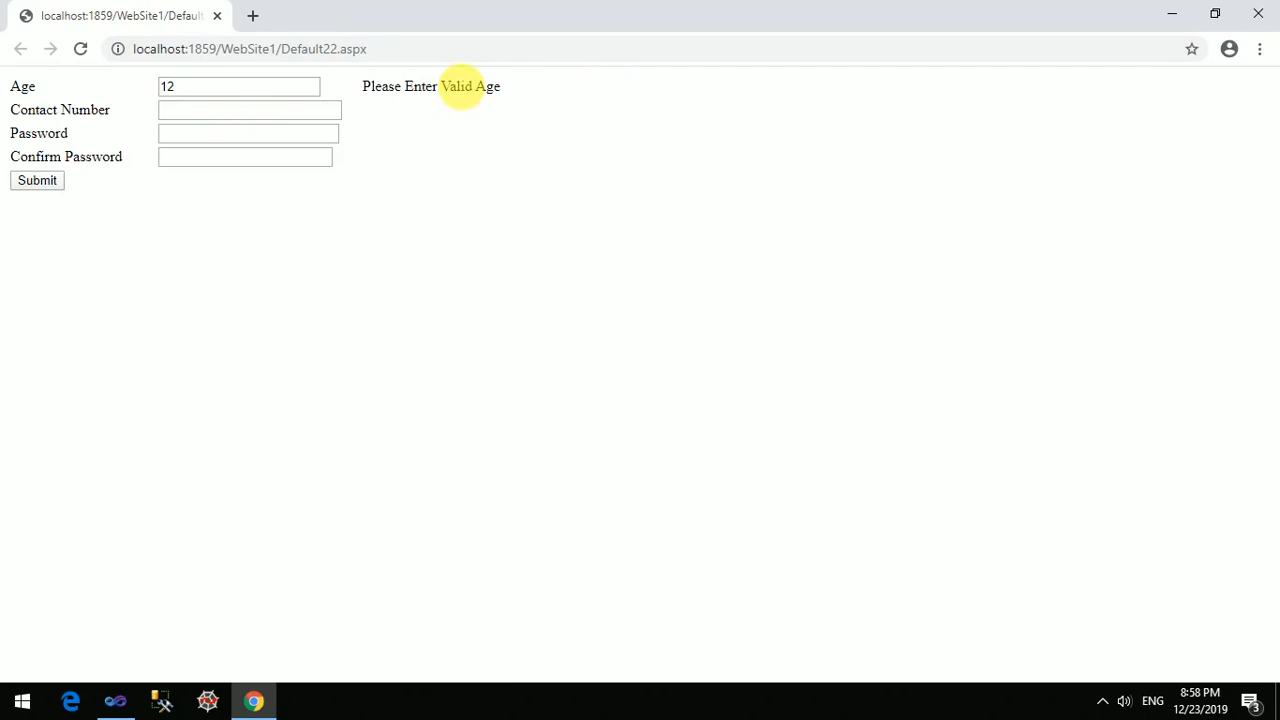 localhost:1859/WebSite1/Default
localhost:1859/WebSite1/Default22.aspx
Age 12 Please Enter Valid Age
Contact Number
Password
Confirm Password
Submit
ENG
8:58 PM
12/23/2019
3